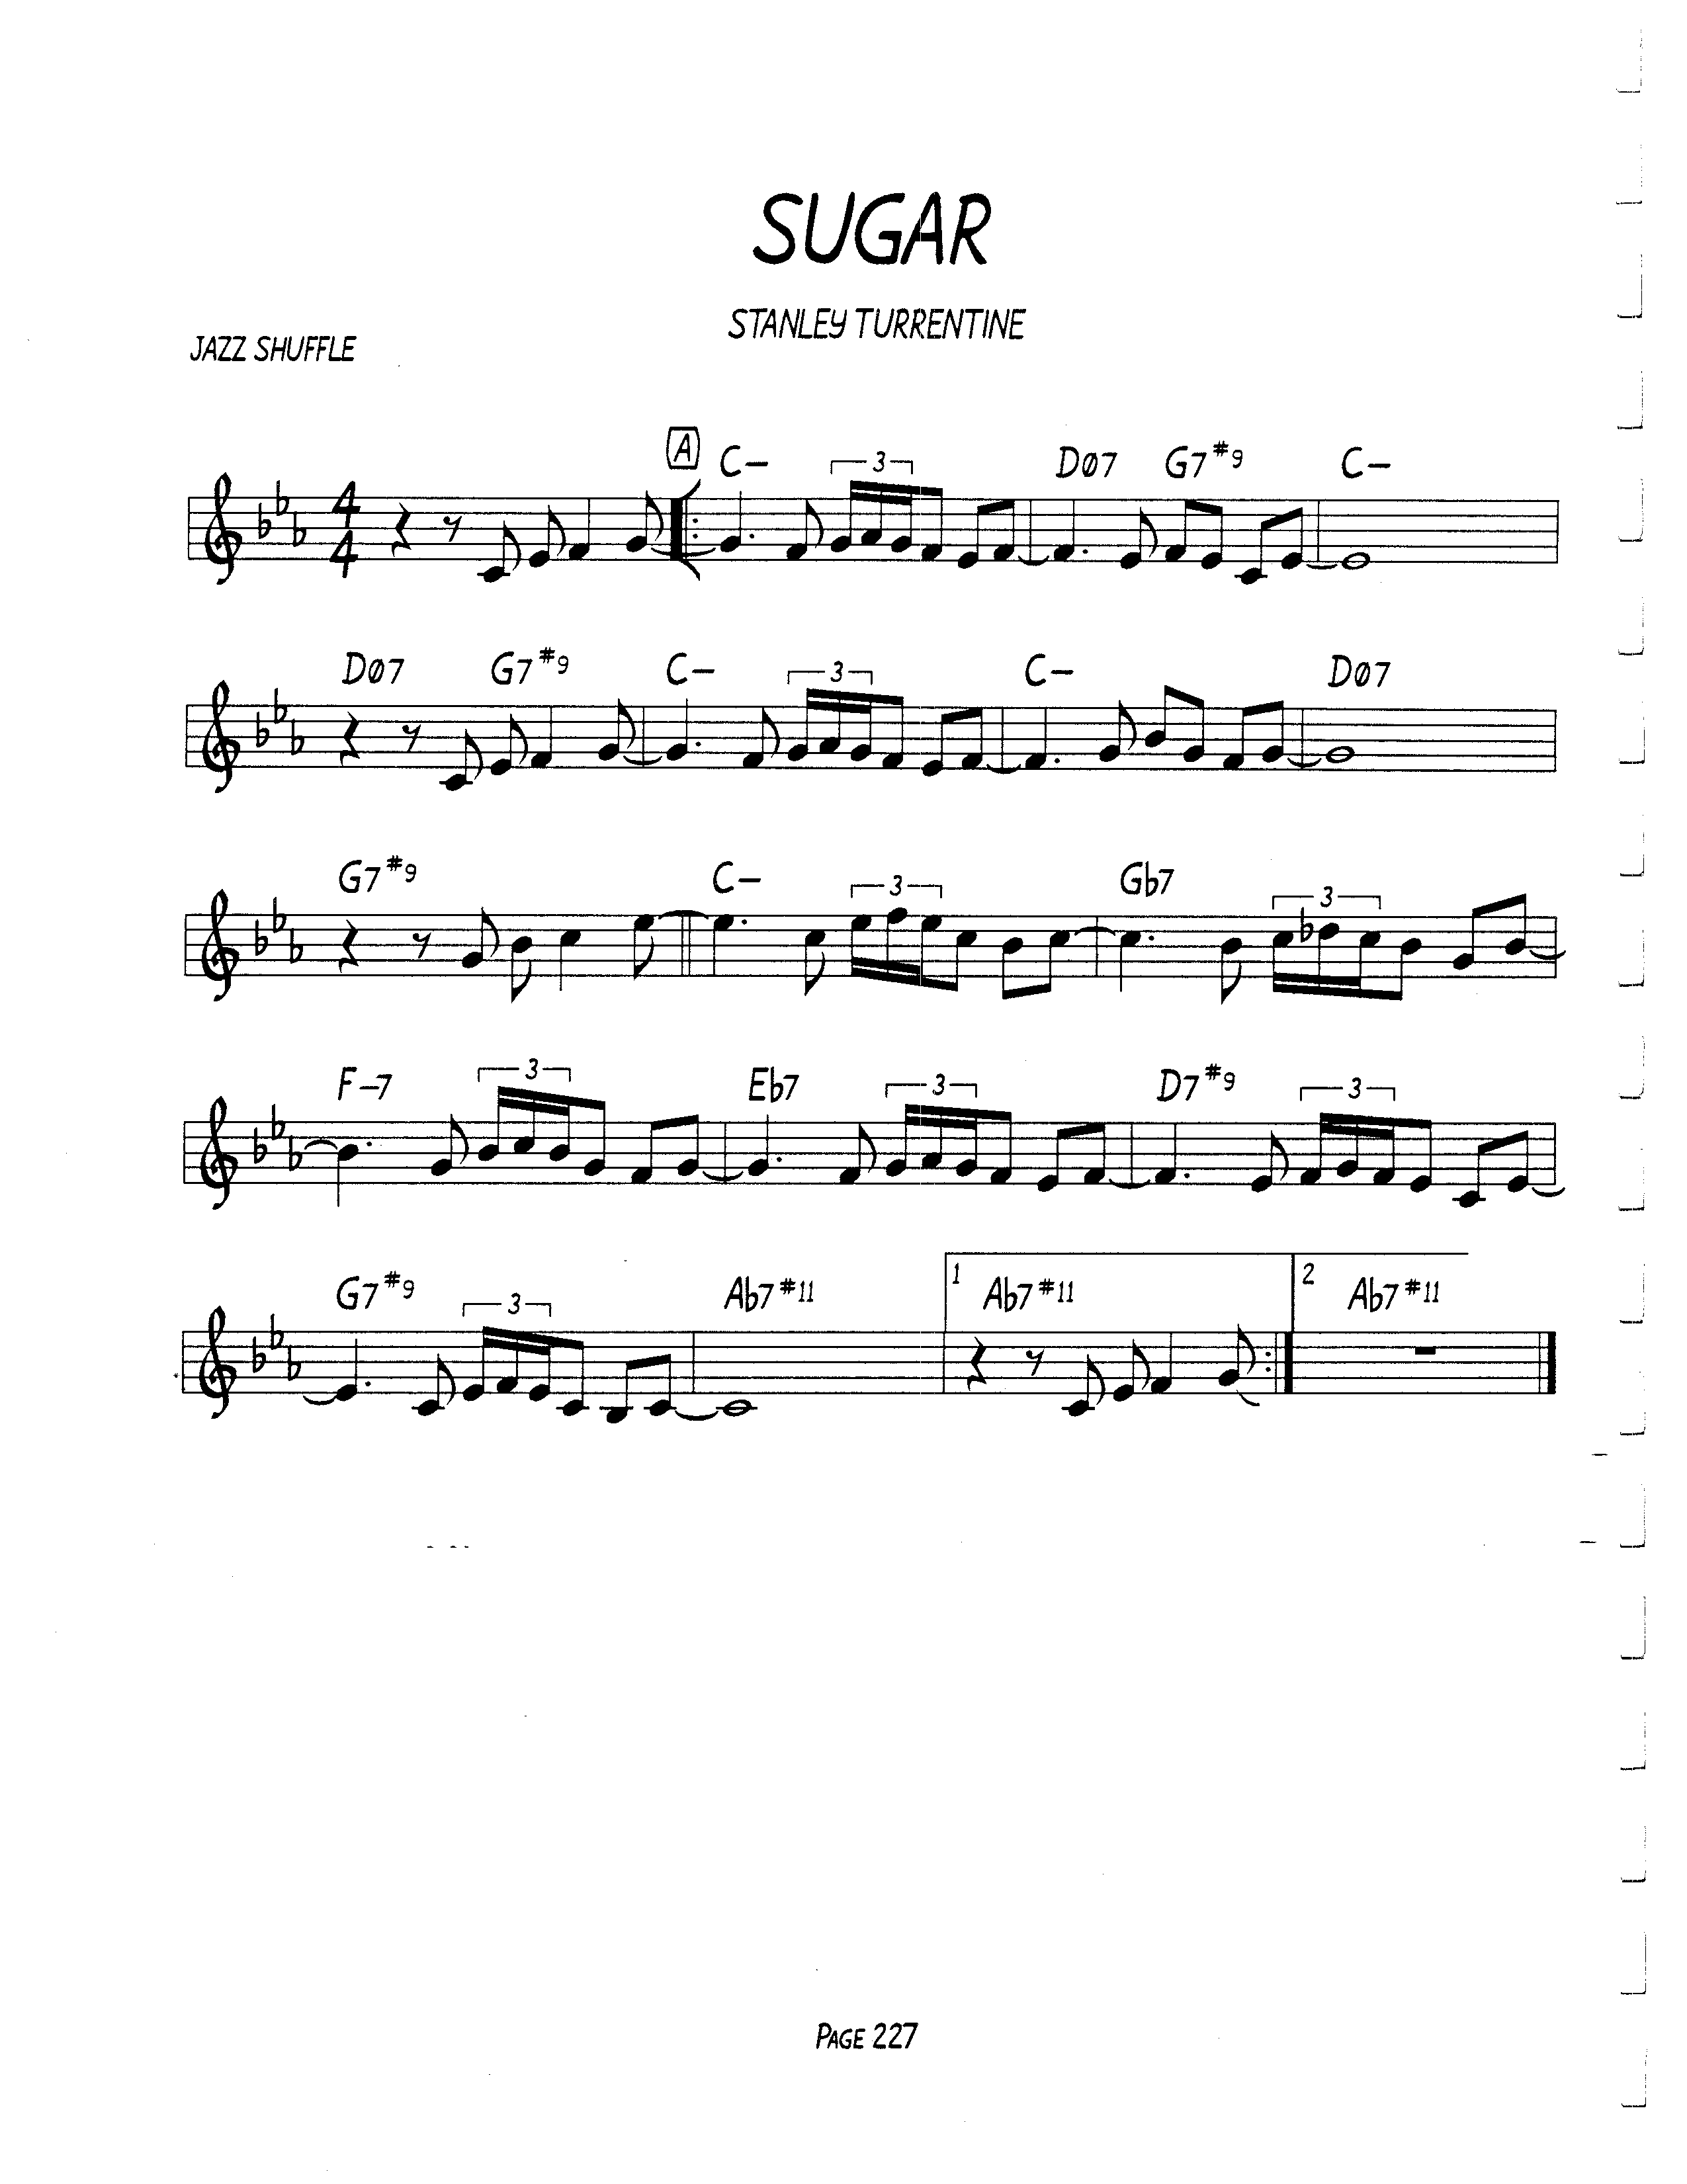 SUGAR
STANLEY TURRENTINE
JAZZ SHUFFLE
A C– 3 DØ7 G7#9 C–
4
4
DØ7 G7#9 C– 3 C– DØ7
G7#9 C– 3 Gb7 3
F–7 3 Eb7 3 D7#9 3
G7#9 3 Ab7#11 1 Ab7#11 2 Ab7#11
PAGE 227